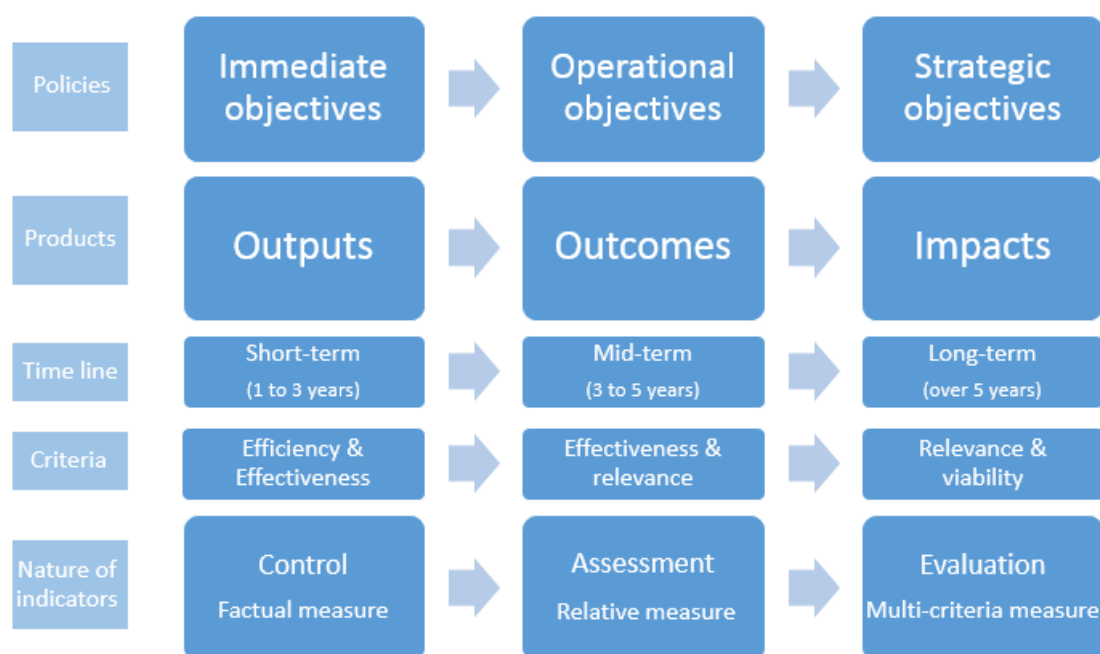 Policies
Immediate
objectives
Operational
objectives
Strategic
objectives
Products
Outputs
Outcomes
Impacts
Time line
Short-term
(1 to 3 years)
Mid-term
(3 to 5 years)
Long-term
(over 5 years)
Criteria
Efficiency &
Effectiveness
Effectiveness &
relevance
Relevance &
viability
Nature of
indicators
Control
Factual measure
Assessment
Relative measure
Evaluation
Multi-criteria measure